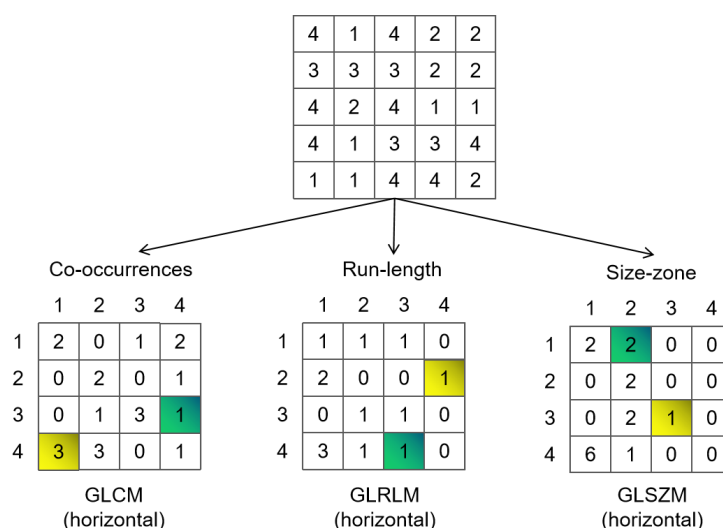 4 1 4 2 2
3 3 3 2 2
4 2 4 1 1
4 1 3 3 4
1 1 4 4 2
Co-occurrences
1 2 3 4
1 2 0 1 2
2 0 2 0 1
3 0 1 3 1
4 3 3 0 1
GLCM
(horizontal)
Run-length
1 2 3 4
1 1 1 1 0
2 2 0 0 1
3 0 1 1 0
4 3 1 1 0
GLRLM
(horizontal)
Size-zone
1 2 3 4
1 2 2 0 0
2 0 2 0 0
3 0 2 1 0
4 6 1 0 0
GLSZM
(horizontal)